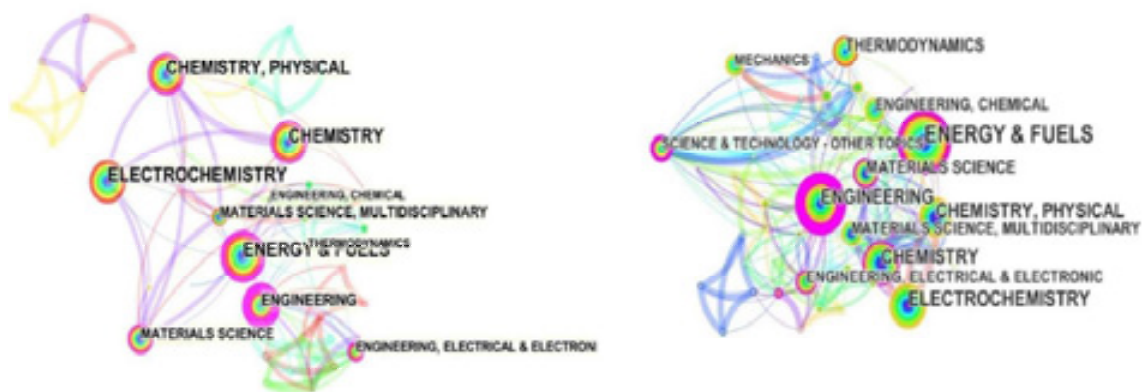 CHEMISTRY, PHYSICAL
CHEMISTRY
ELECTROCHEMISTRY
ENGINEERING, CHEMICAL
MATERIALS SCIENCE, MULTIDISCIPLINARY
THERMODYNAMICS
ENERGY & FUELS
ENGINEERING
MATERIALS SCIENCE
ENGINEERING, ELECTRICAL & ELECTRON
THERMODYNAMICS
MECHANICS
ENGINEERING, CHEMICAL
ENERGY & FUELS
SCIENCE & TECHNOLOGY - OTHER TOPICS
MATERIALS SCIENCE
ENGINEERING
CHEMISTRY, PHYSICAL
MATERIALS SCIENCE, MULTIDISCIPLINARY
CHEMISTRY
ENGINEERING, ELECTRICAL & ELECTRONIC
ELECTROCHEMISTRY